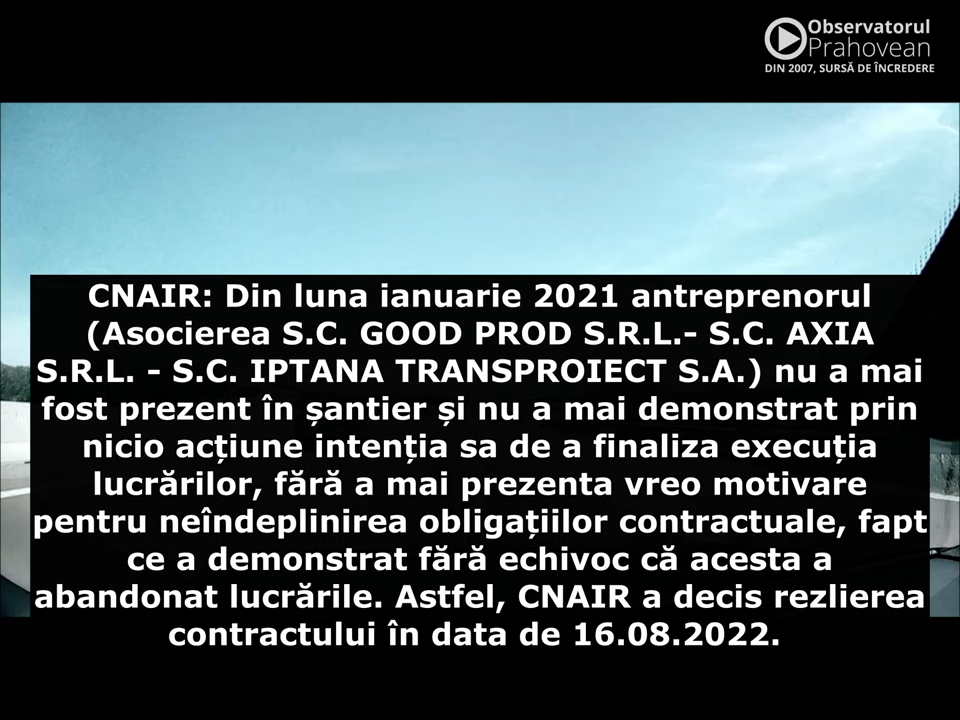 Observatorul
Prahovean
DIN 2007, SURSĂ DE ÎNCREDERE
CNAIR: Din luna ianuarie 2021 antreprenorul
(Asocierea S.C. GOOD PROD S.R.L.- S.C. AXIA
S.R.L. - S.C. IPTANA TRANSPROIECT S.A.) nu a mai
fost prezent în șantier și nu a mai demonstrat prin
nicio acțiune intenția sa de a finaliza execuția
lucrărilor, fără a mai prezenta vreo motivare
pentru neîndeplinirea obligațiilor contractuale, fapt
ce a demonstrat fără echivoc că acesta a
abandonat lucrările. Astfel, CNAIR a decis rezlierea
contractului în data de 16.08.2022.